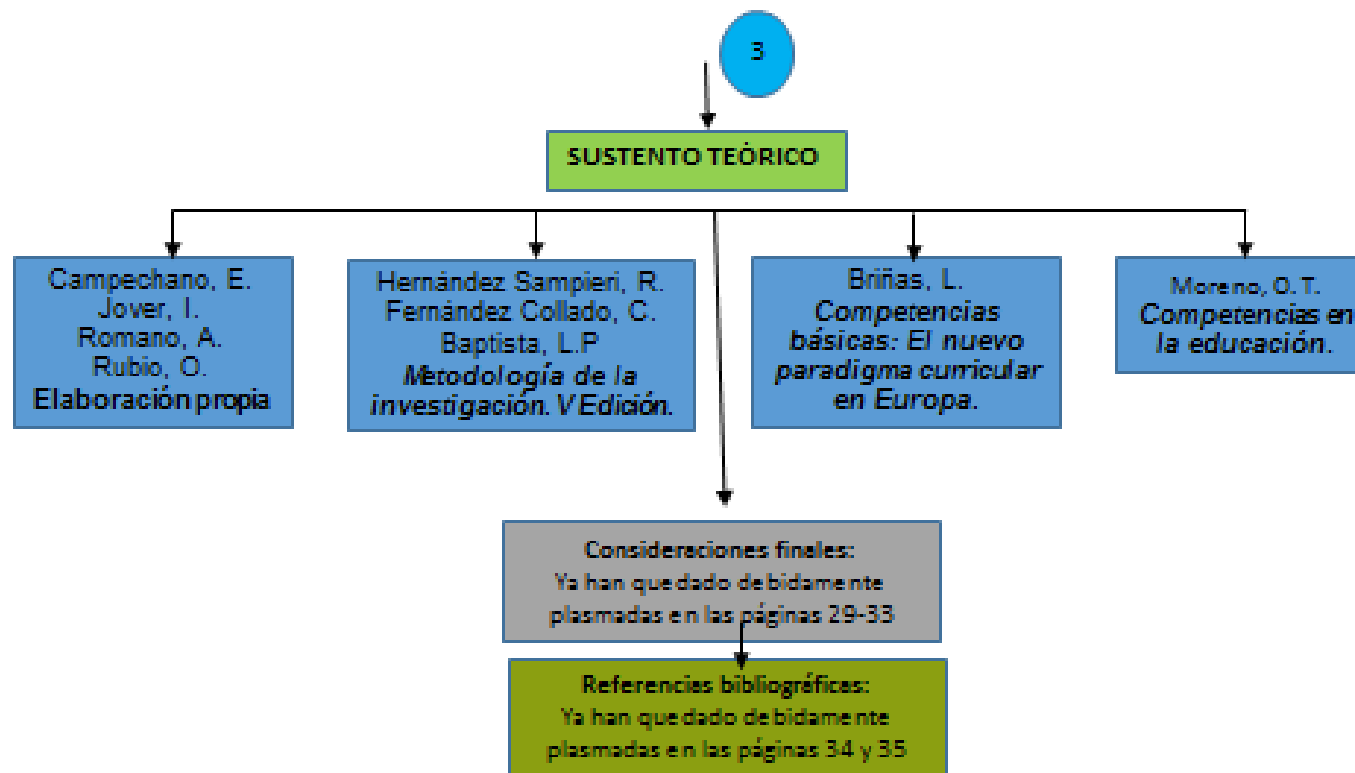 3
SUSTENTO TEÓRICO
Campechano, E.
Jover, I.
Romano, A.
Rubio, O.
Elaboración propia
Hernández Sampieri, R.
Fernández Collado, C.
Baptista, L.P
Metodología de la
investigación. V Edición.
Briñas, L.
Competencias
básicas: El nuevo
paradigma curricular
en Europa.
Moreno, O.T.
Competencias en
la educación.
Consideraciones finales:
Ya han quedado debidamente
plasmadas en las páginas 29-33
Referencias bibliográficas:
Ya han quedado debidamente
plasmadas en las páginas 34 y 35